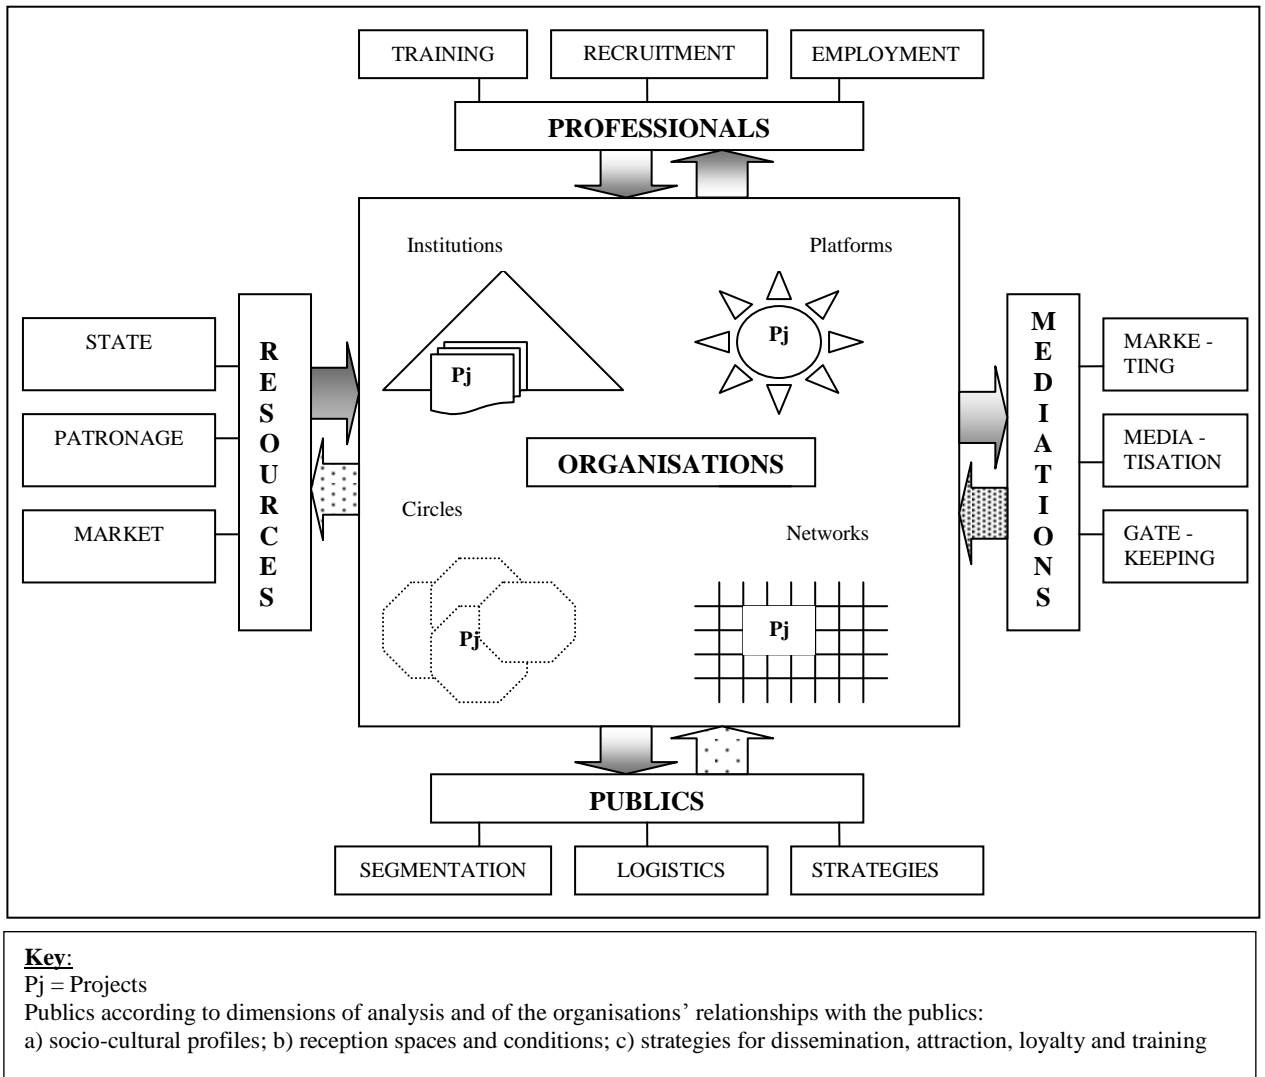 TRAINING
RECRUITMENT
EMPLOYMENT
PROFESSIONALS
Institutions
Platforms
Pj
Pj
STATE
PATRONAGE
MARKET
RESOURCES
ORGANISATIONS
MEDIATIONS
MARKE -
TING
MEDIA -
TISATION
GATE -
KEEPING
Circles
Networks
Pj
Pj
PUBLICS
SEGMENTATION
LOGISTICS
STRATEGIES
Key:
Pj = Projects
Publics according to dimensions of analysis and of the organisations’ relationships with the publics:
a) socio-cultural profiles; b) reception spaces and conditions; c) strategies for dissemination, attraction, loyalty and training